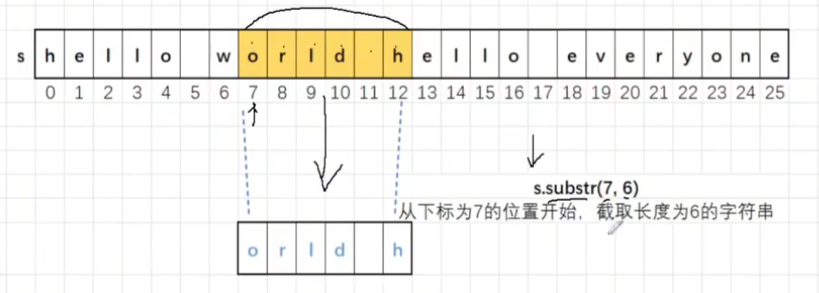 s h e l l o   w o r l d   h e l l o   e v e r y o n e
0 1 2 3 4 5 6 7 8 9 10 11 12 13 14 15 16 17 18 19 20 21 22 23 24 25
s.substr(7, 6)
从下标为7的位置开始，截取长度为6的字符串
o r l d   h